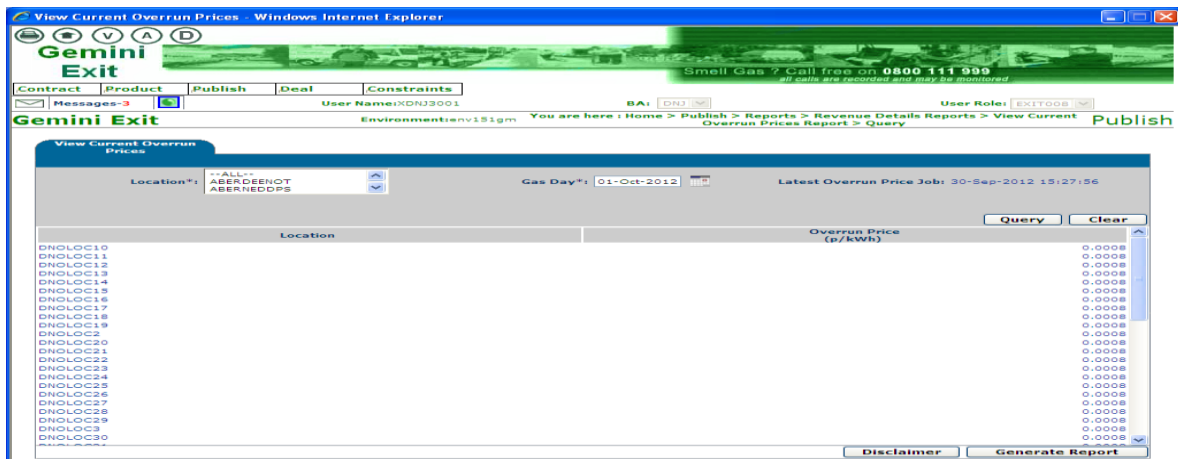 View Current Overrun Prices - Windows Internet Explorer
V A D
Gemini
Exit
Smell Gas ? Call free on 0800 111 999
all calls are recorded and may be monitored
Contract Product Publish Deal Constraints
Messages-3 User Name:XDNJ3001 BA: DNJ User Role: EXIT008
Gemini Exit Environment:env151gm You are here : Home > Publish > Reports > Revenue Details Reports > View Current Publish
Overrun Prices Report > Query
View Current Overrun
Prices
Location*: --ALL-- Gas Day*: 01-Oct-2012 Latest Overrun Price Job: 30-Sep-2012 15:27:56
ABERDEENOT
ABERNEDDPS
Query Clear
Location Overrun Price
(p/kWh)
DNOLOC10 0.0008
DNOLOC11 0.0008
DNOLOC12 0.0008
DNOLOC13 0.0008
DNOLOC14 0.0008
DNOLOC15 0.0008
DNOLOC16 0.0008
DNOLOC17 0.0008
DNOLOC18 0.0008
DNOLOC19 0.0008
DNOLOC2 0.0008
DNOLOC20 0.0008
DNOLOC21 0.0008
DNOLOC22 0.0008
DNOLOC23 0.0008
DNOLOC24 0.0008
DNOLOC25 0.0008
DNOLOC26 0.0008
DNOLOC27 0.0008
DNOLOC28 0.0008
DNOLOC29 0.0008
DNOLOC3 0.0008
DNOLOC30 0.0008
Disclaimer Generate Report